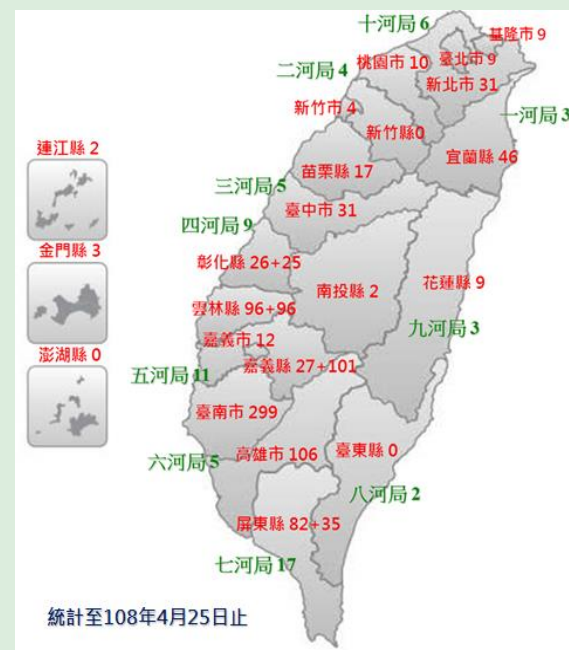 十河局 6
基隆市 9
桃園市 10
臺北市 9
二河局 4
新北市 31
新竹市 4
一河局 3
新竹縣0
連江縣 2
宜蘭縣 46
苗栗縣 17
三河局 5
臺中市 31
四河局 9
金門縣 3
彰化縣 26+25
南投縣 2
花蓮縣 9
雲林縣 96+96
九河局 3
嘉義市 12
澎湖縣 0
嘉義縣 27+101
五河局 11
臺南市 299
高雄市 106
臺東縣 0
六河局 5
八河局 2
屏東縣 82+35
七河局 17
統計至108年4月25日止